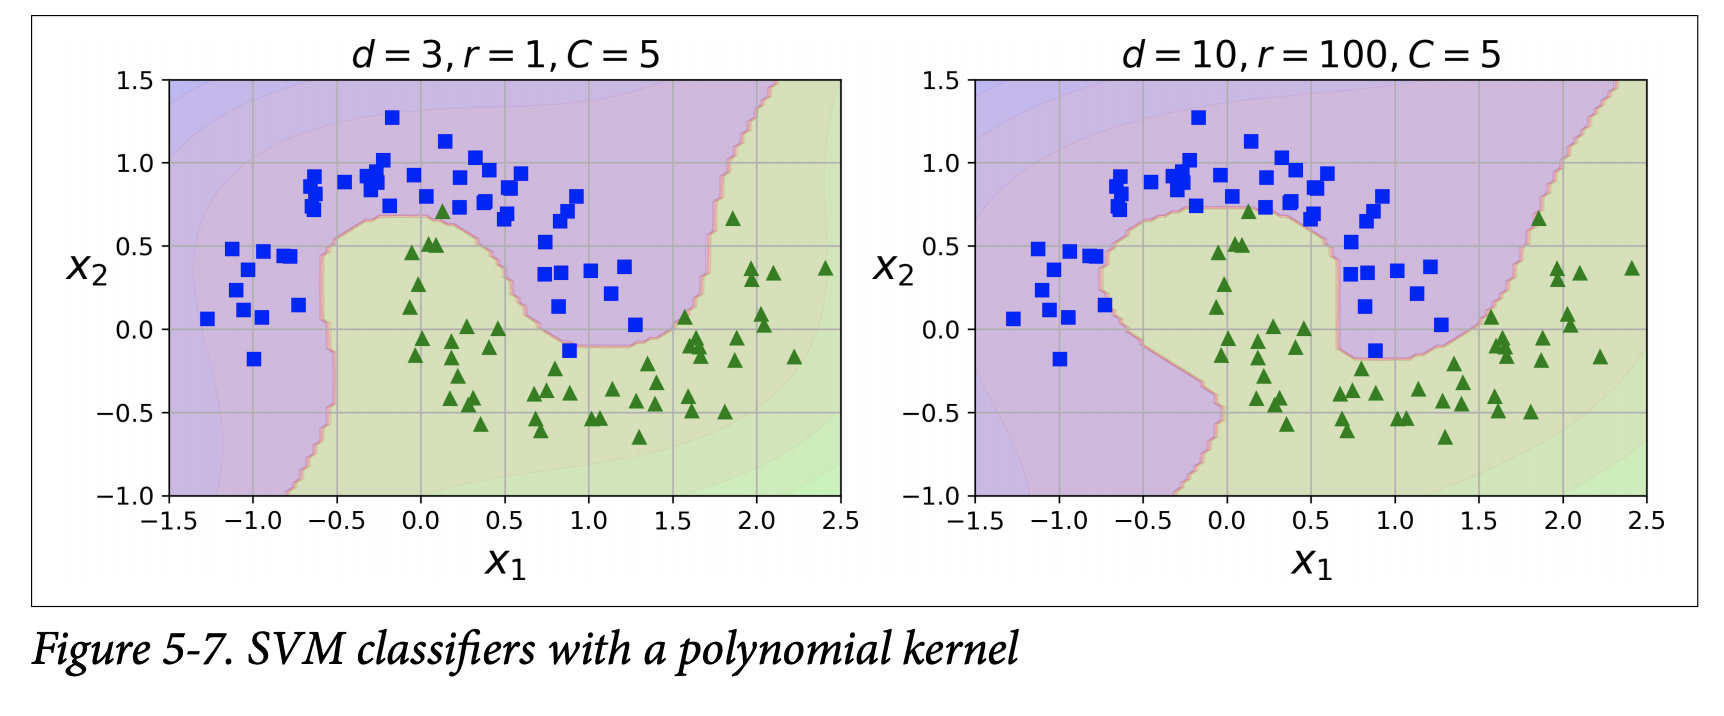 d = 3, r = 1, C = 5
d = 10, r = 100, C = 5
1.5
1.0
0.5
0.0
−0.5
−1.0
x₂
−1.5 −1.0 −0.5 0.0 0.5 1.0 1.5 2.0 2.5
x₁
1.5
1.0
0.5
0.0
−0.5
−1.0
x₂
−1.5 −1.0 −0.5 0.0 0.5 1.0 1.5 2.0 2.5
x₁
Figure 5-7. SVM classifiers with a polynomial kernel